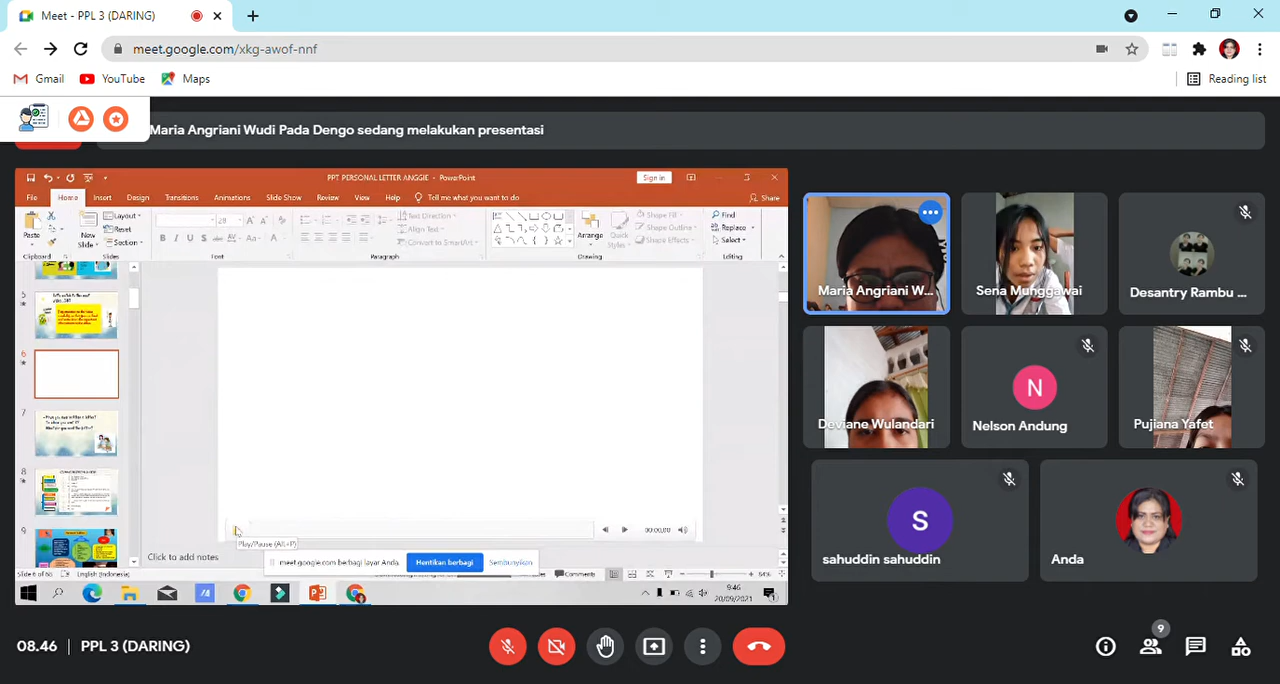 Meet - PPL 3 (DARING)
meet.google.com/xkg-awof-nnf
Gmail YouTube Maps
Reading list
Maria Angriani Wudi Pada Dengo sedang melakukan presentasi
PPT PERSONAL LETTER ANGGIE - PowerPoint
Sign in
File Home Insert Design Transitions Animations Slide Show Review View Help Tell me what you want to do
Share
Paste
New
Slide
Layout
Reset
Section
28
B I U S
Text Direction
Align Text
Convert to SmartArt
Arrange
Quick
Styles
Shape Fill
Shape Outline
Shape Effects
Find
Replace
Select
Clipboard Slides Font Paragraph Drawing Editing
5
6
7
8
9
00:00,00
Play/Pause (Alt+P)
Click to add notes
meet.google.com berbagi layar Anda.
Hentikan berbagi
Sembunyikan
English (Indonesia)
Comments
9:46
20/09/2021
Maria Angriani W...
Sena Munggawai
Desantry Rambu ...
Deviane Wulandari
N
Nelson Andung
Pujiana Yafet
S
sahuddin sahuddin
Anda
08.46 | PPL 3 (DARING)
9